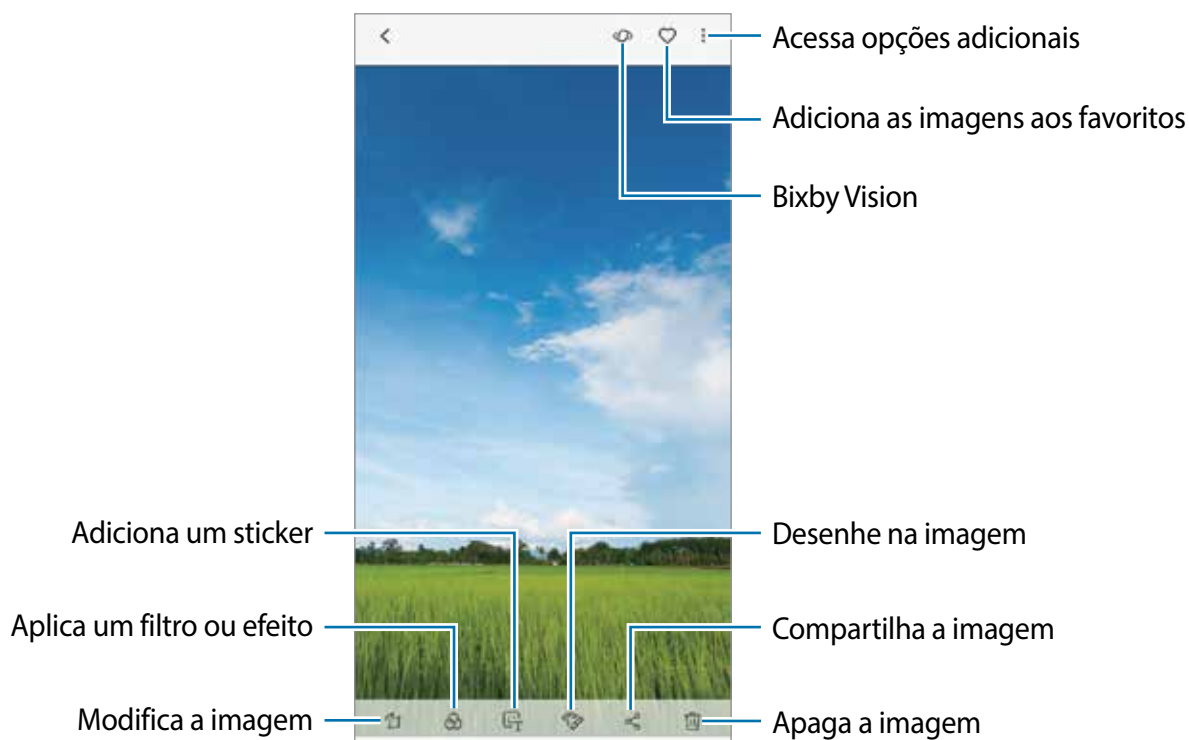 Acessa opções adicionais
Adiciona as imagens aos favoritos
Bixby Vision
Adiciona um sticker
Desenhe na imagem
Aplica um filtro ou efeito
Compartilha a imagem
Modifica a imagem
Apaga a imagem